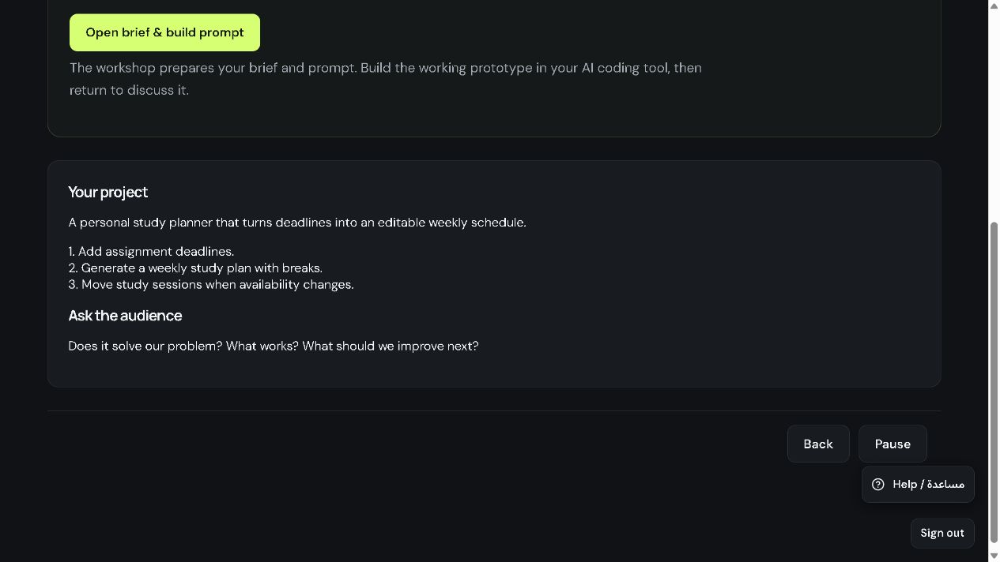 Open brief & build prompt
The workshop prepares your brief and prompt. Build the working prototype in your AI coding tool, then
return to discuss it.
Your project
A personal study planner that turns deadlines into an editable weekly schedule.
1. Add assignment deadlines.
2. Generate a weekly study plan with breaks.
3. Move study sessions when availability changes.
Ask the audience
Does it solve our problem? What works? What should we improve next?
Back
Pause
Help / مساعدة
Sign out